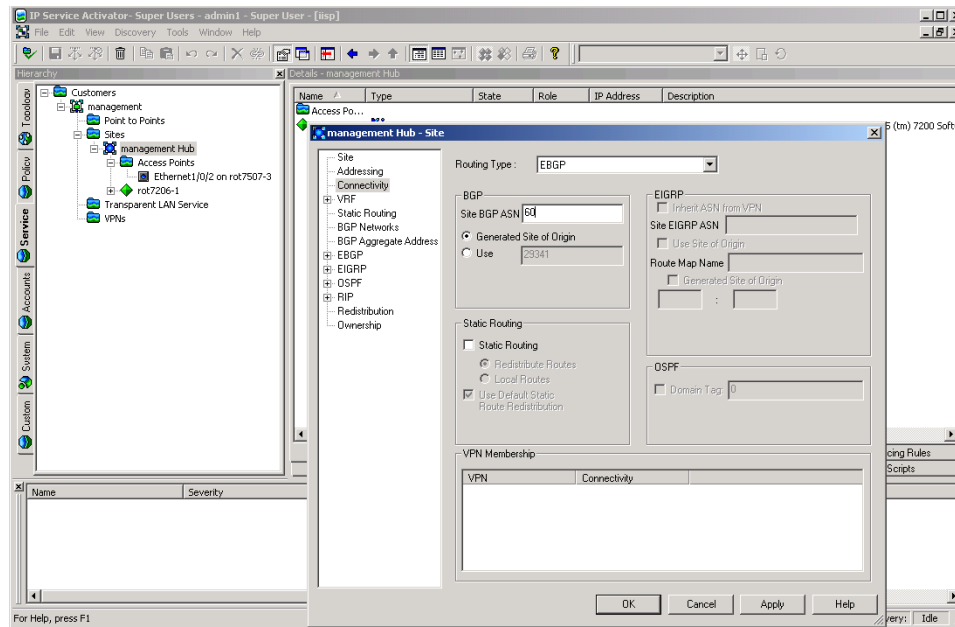 IP Service Activator- Super Users - admin1 - Super User - [iisp]
File Edit View Discovery Tools Window Help
Hierarchy
Details - management Hub
Topology
Policy
Service
Accounts
System
Custom
Customers
management
Point to Points
Sites
management Hub
Access Points
Ethernet1/0/2 on rot7507-3
rot7206-1
Transparent LAN Service
VPNs
Name Type State Role IP Address Description
Access Po...
5 (tm) 7200 Soft
management Hub - Site
Site
Addressing
Connectivity
VRF
Static Routing
BGP Networks
BGP Aggregate Address
EBGP
EIGRP
OSPF
RIP
Redistribution
Ownership
Routing Type : EBGP
BGP
Site BGP ASN 60
Generated Site of Origin
Use 29341
EIGRP
Inherit ASN from VPN
Site EIGRP ASN
Use Site of Origin
Route Map Name
Generated Site of Origin
:
Static Routing
Static Routing
Redistribute Routes
Local Routes
Use Default Static
Route Redistribution
OSPF
Domain Tag: 0
VPN Membership
VPN Connectivity
OK Cancel Apply Help
cing Rules
Scripts
Name Severity
For Help, press F1
very: Idle